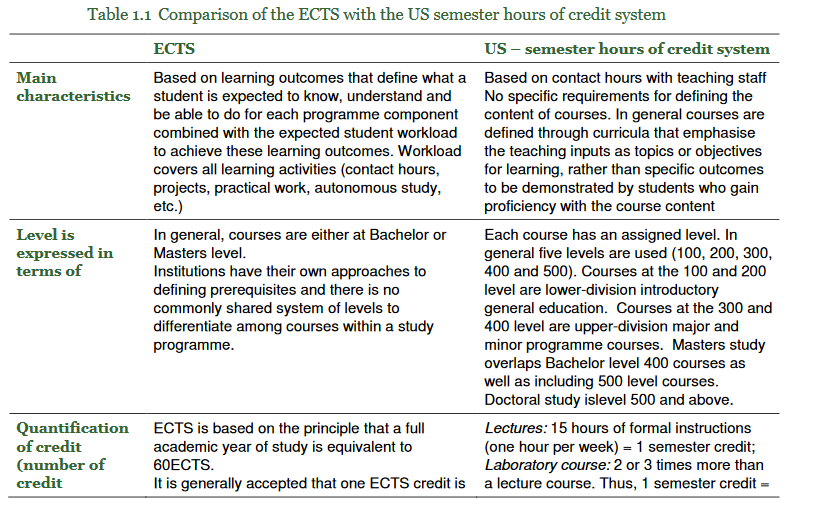 Table 1.1 Comparison of the ECTS with the US semester hours of credit system
ECTS
US – semester hours of credit system
Main
characteristics
Based on learning outcomes that define what a
student is expected to know, understand and
be able to do for each programme component
combined with the expected student workload
to achieve these learning outcomes. Workload
covers all learning activities (contact hours,
projects, practical work, autonomous study,
etc.)
Based on contact hours with teaching staff
No specific requirements for defining the
content of courses. In general courses are
defined through curricula that emphasise
the teaching inputs as topics or objectives
for learning, rather than specific outcomes
to be demonstrated by students who gain
proficiency with the course content
Level is
expressed in
terms of
In general, courses are either at Bachelor or
Masters level.
Institutions have their own approaches to
defining prerequisites and there is no
commonly shared system of levels to
differentiate among courses within a study
programme.
Each course has an assigned level. In
general five levels are used (100, 200, 300,
400 and 500). Courses at the 100 and 200
level are lower-division introductory
general education. Courses at the 300 and
400 level are upper-division major and
minor programme courses. Masters study
overlaps Bachelor level 400 courses as
well as including 500 level courses.
Doctoral study islevel 500 and above.
Quantification
of credit
(number of
credit
ECTS is based on the principle that a full
academic year of study is equivalent to
60ECTS.
It is generally accepted that one ECTS credit is
Lectures: 15 hours of formal instructions
(one hour per week) = 1 semester credit;
Laboratory course: 2 or 3 times more than
a lecture course. Thus, 1 semester credit =